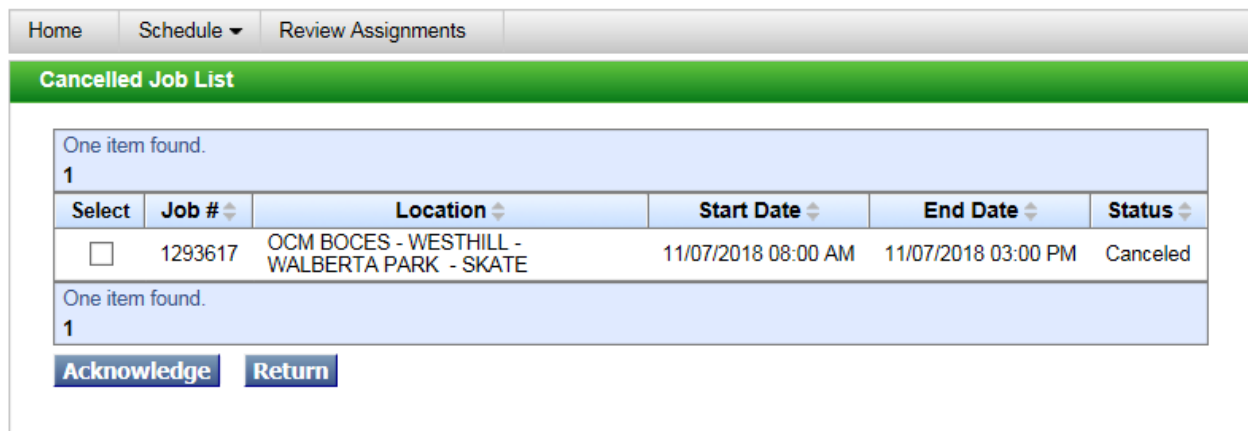 Home Schedule Review Assignments
Cancelled Job List
One item found.
1
Select Job # Location Start Date End Date Status
1293617 OCM BOCES - WESTHILL - 11/07/2018 08:00 AM 11/07/2018 03:00 PM Canceled
WALBERTA PARK - SKATE
One item found.
1
Acknowledge Return